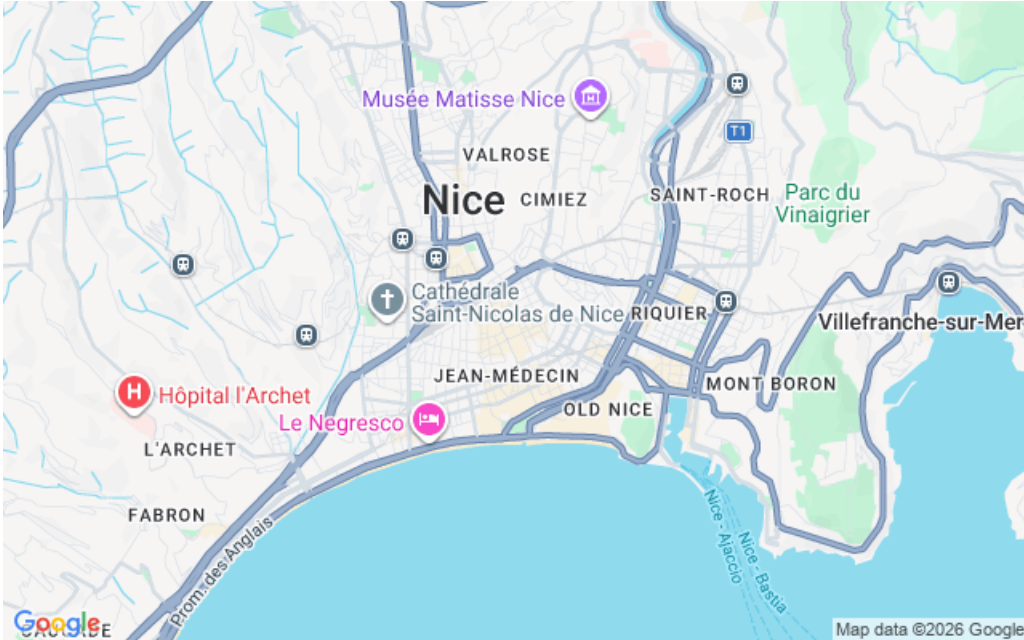 Musée Matisse Nice
T1
VALROSE
Nice
CIMIEZ
SAINT-ROCH
Parc du
Vinaigrier
Cathédrale
Saint-Nicolas de Nice
RIQUIER
Villefranche-sur-Mer
JEAN-MÉDECIN
MONT BORON
H
Hôpital l'Archet
OLD NICE
Le Negresco
L'ARCHET
FABRON
Prom. des Anglais
Nice - Ajaccio
Nice - Bastia
Google
Map data ©2026 Google